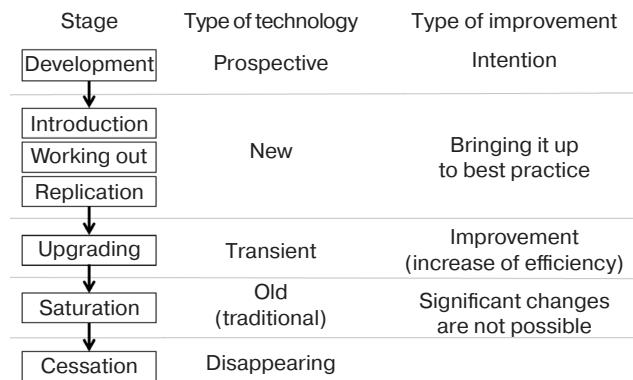 Stage Type of technology Type of improvement
Development Prospective Intention
Introduction
Working out
Replication
New
Bringing it up
to best practice
Upgrading
Transient
Improvement
(increase of efficiency)
Saturation
Old
(traditional)
Significant changes
are not possible
Cessation Disappearing